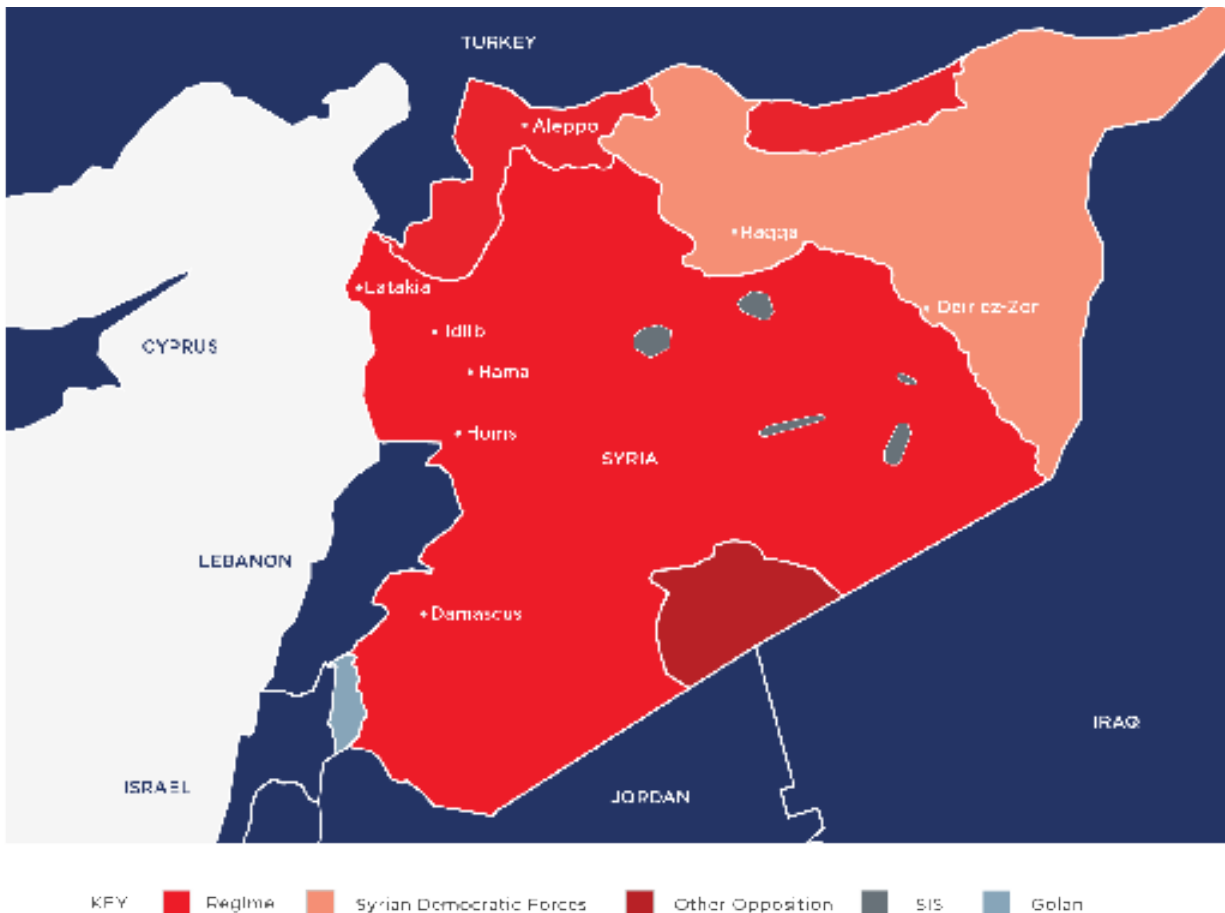 TURKEY
Aleppo
Raqqa
Latakia
Deir ez-Zor
Idlib
CYPRUS
Hama
Homs
SYRIA
LEBANON
Damascus
IRAQ
ISRAEL
JORDAN
KEY Regime Syrian Democratic Forces Other Opposition SIS Golan